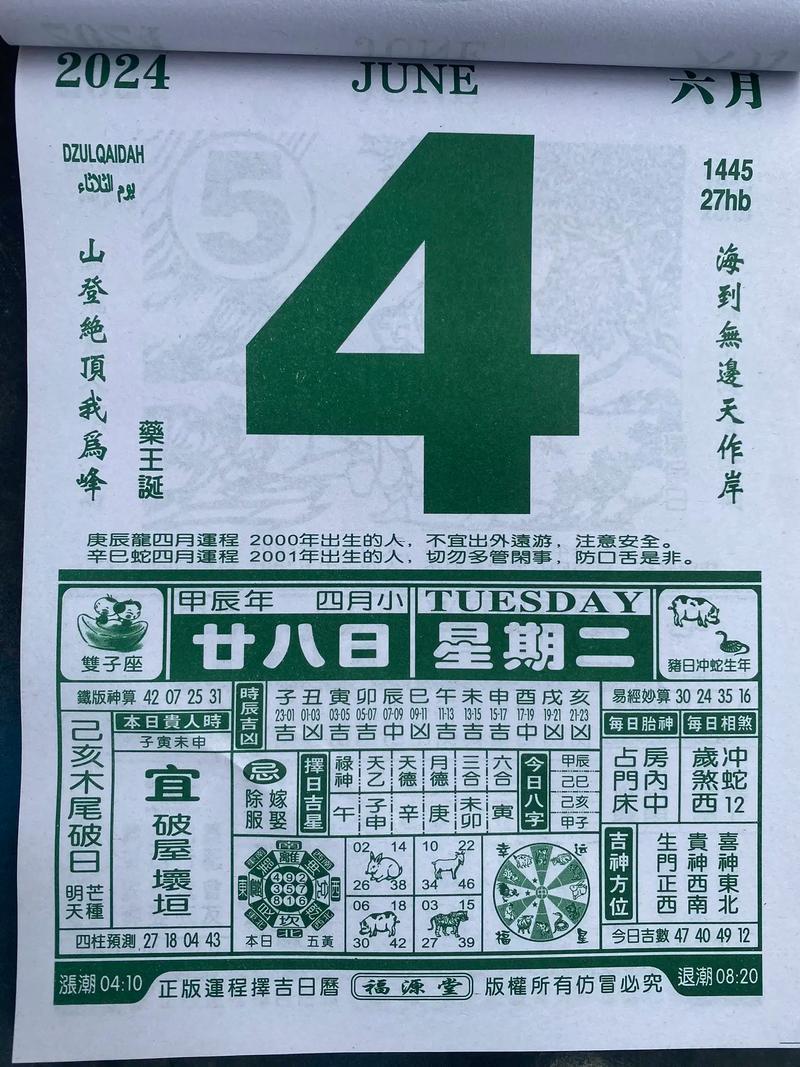 2024 JUNE 六月
DZULQAIDAH
يوم الثلاثاء
1445
27hb
4
海到無邊天作岸
山登絕頂我為峰
藥王誕
庚辰龍四月運程 2000年出生的人，不宜出外遠游，注意安全。
辛巳蛇四月運程 2001年出生的人，切勿多管閑事，防口舌是非。
雙子座
甲辰年 四月小
廿八日
TUESDAY
星期二
豬日冲蛇生年
鐵版神算 42 07 25 31
時辰吉凶
子 丑 寅 卯 辰 巳 午 未 申 酉 戌 亥
23-01 01-03 03-05 05-07 07-09 09-11 11-13 13-15 15-17 17-19 19-21 21-23
易經妙算 30 24 35 16
己亥木尾破日
明天芒種
本日貴人時
子寅未申
宜
破屋壞垣
忌
嫁娶
除服
擇日吉星
祿神 天乙 天德 月德 三合 六合
午 子申 辛 庚 未卯 寅
今日八字
甲辰
己巳
己亥
甲子
每日胎神
占門床
房內中
每日相煞
冲蛇12
歲煞西
吉神方位
喜神東北
貴神西南
生門正西
南
離
4 9 2
3 5 7
8 1 6
坎
北
本日 五黃
02 14
26 38
10 22
34 46
06 18
30 42
03 15
27 39
幸 运
福 星
四柱預測 27 18 04 43
今日吉數 47 40 49 12
漲潮 04:10
正版運程擇吉日曆 福源堂 版權所有仿冒必究
退潮 08:20